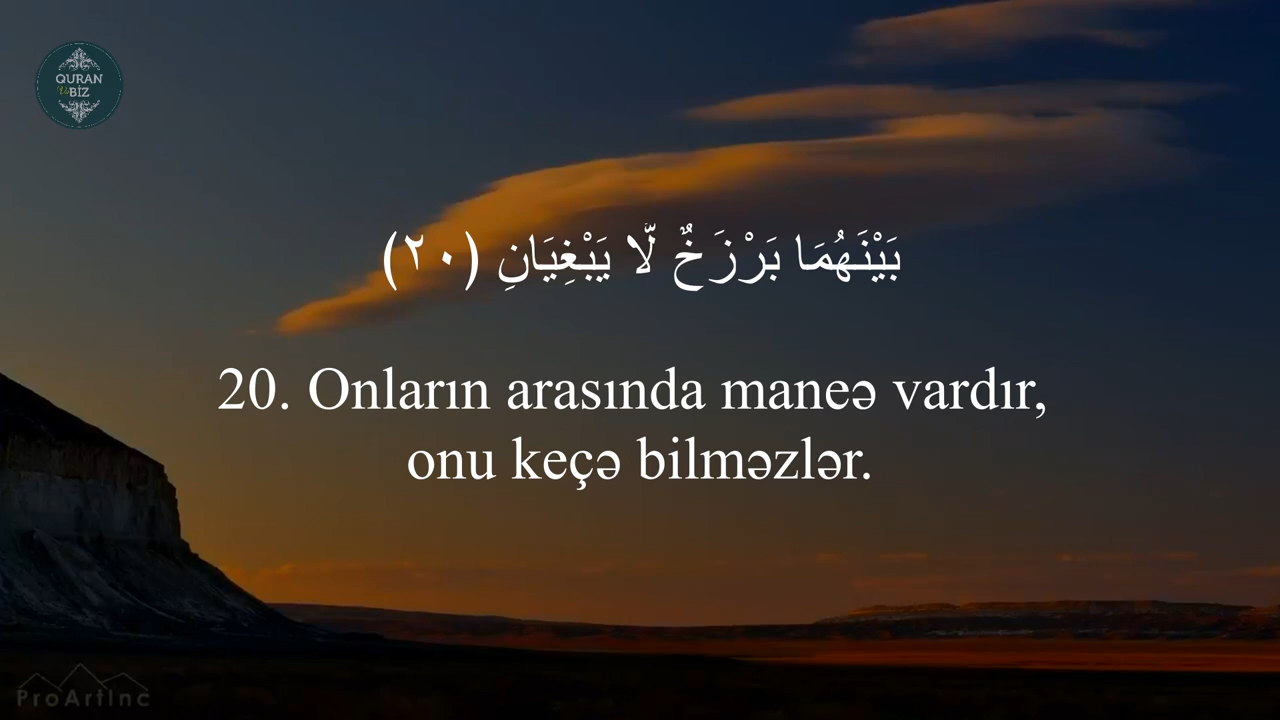 QURAN
Və
BİZ
بَيْنَهُمَا بَرْزَخٌ لَّا يَبْغِيَانِ (٢٠)
20. Onların arasında maneə vardır,
onu keçə bilməzlər.
ProArtInc